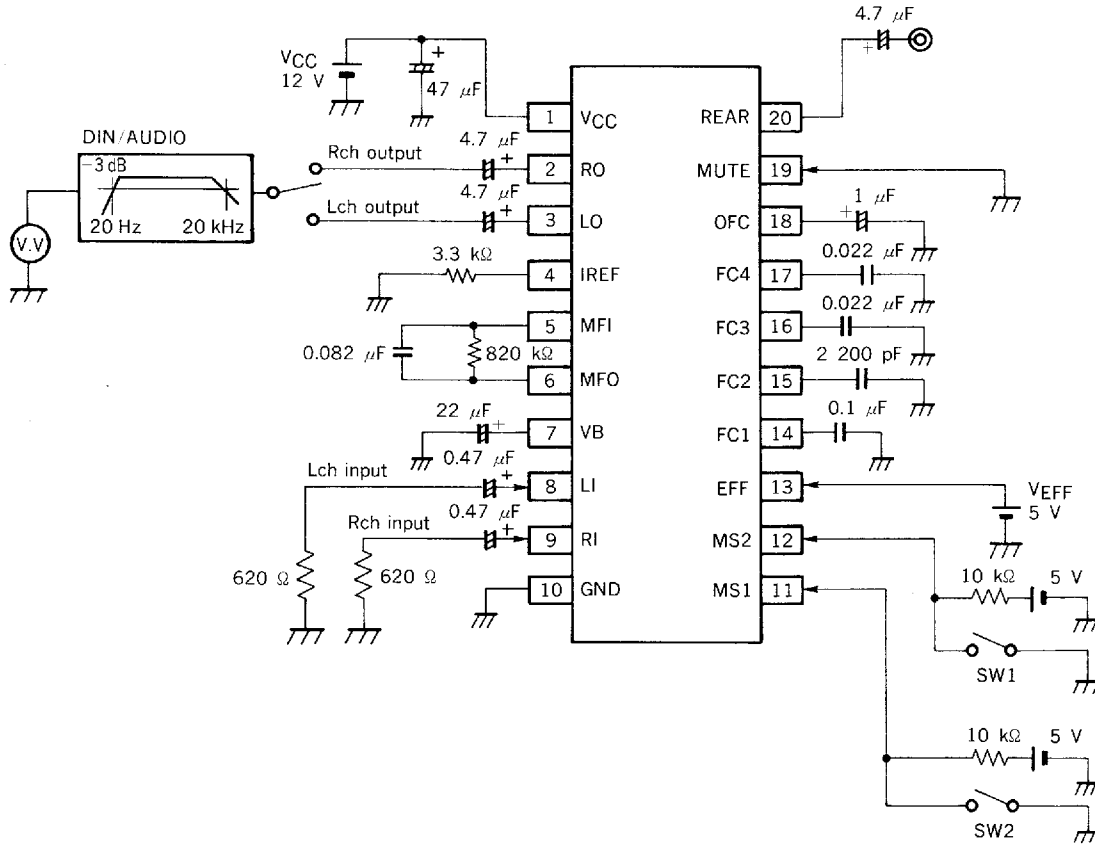 4.7 μF
VCC
12 V
+
47 μF
+
DIN/AUDIO
−3 dB
20 Hz
20 kHz
V.V
Rch output
4.7 μF
+
Lch output
4.7 μF
+
3.3 kΩ
0.082 μF
820 kΩ
22 μF
+
Lch input
0.47 μF
+
Rch input
0.47 μF
+
620 Ω
620 Ω
1 VCC
2 RO
3 LO
4 IREF
5 MFI
6 MFO
7 VB
8 LI
9 RI
10 GND
REAR 20
MUTE 19
OFC 18
FC4 17
FC3 16
FC2 15
FC1 14
EFF 13
MS2 12
MS1 11
1 μF
+
0.022 μF
0.022 μF
2 200 pF
0.1 μF
VEFF
5 V
10 kΩ
5 V
SW1
10 kΩ
5 V
SW2